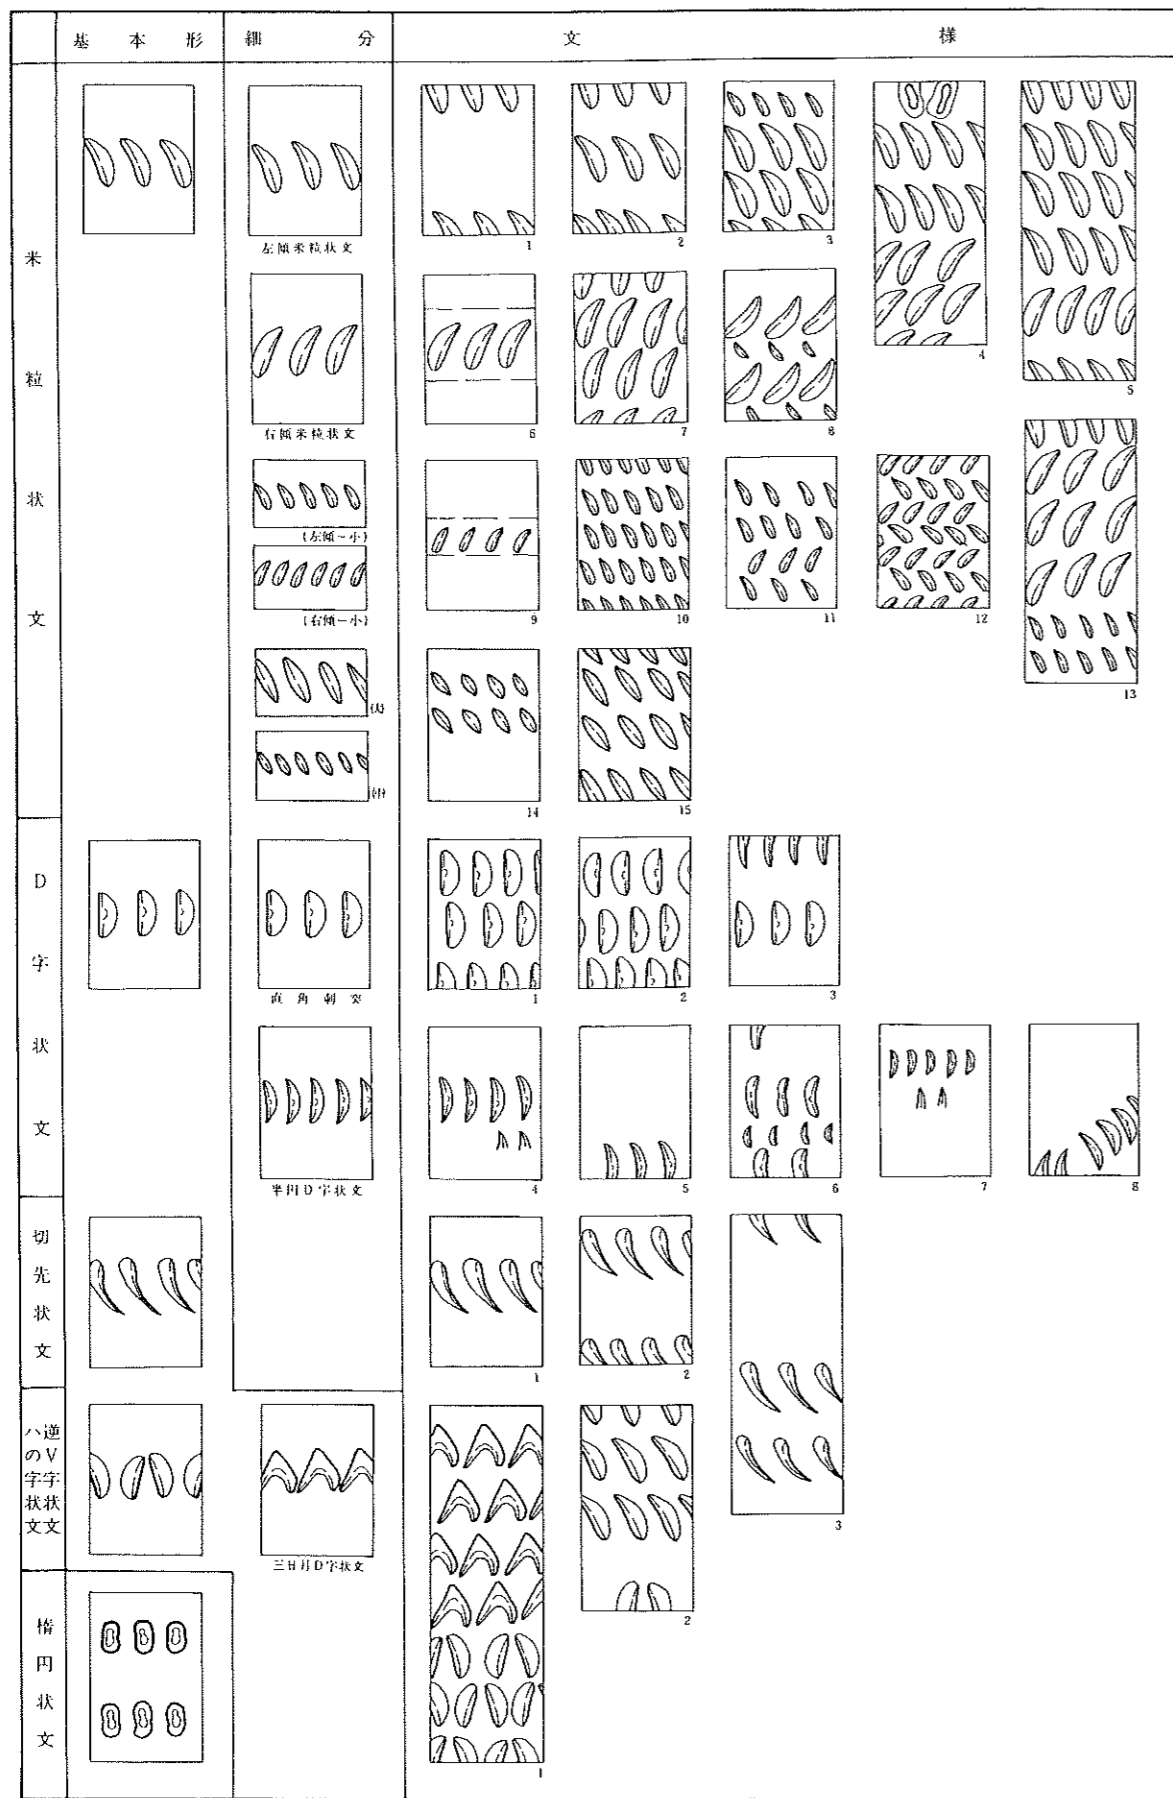 基本形 細分 文様
米粒状文
左傾米粒状文
1 2 3 4 5
右傾米粒状文
6 7 8
(左傾-小)
(右傾-小)
9 10 11 12 13
(大)
14 15
D字状文
直角刺突
1 2 3
半円D字状文
4 5 6 7 8
切先状文
1 2 3
逆V字状文
ハの字状文
三日月D字状文
1 2
楕円状文